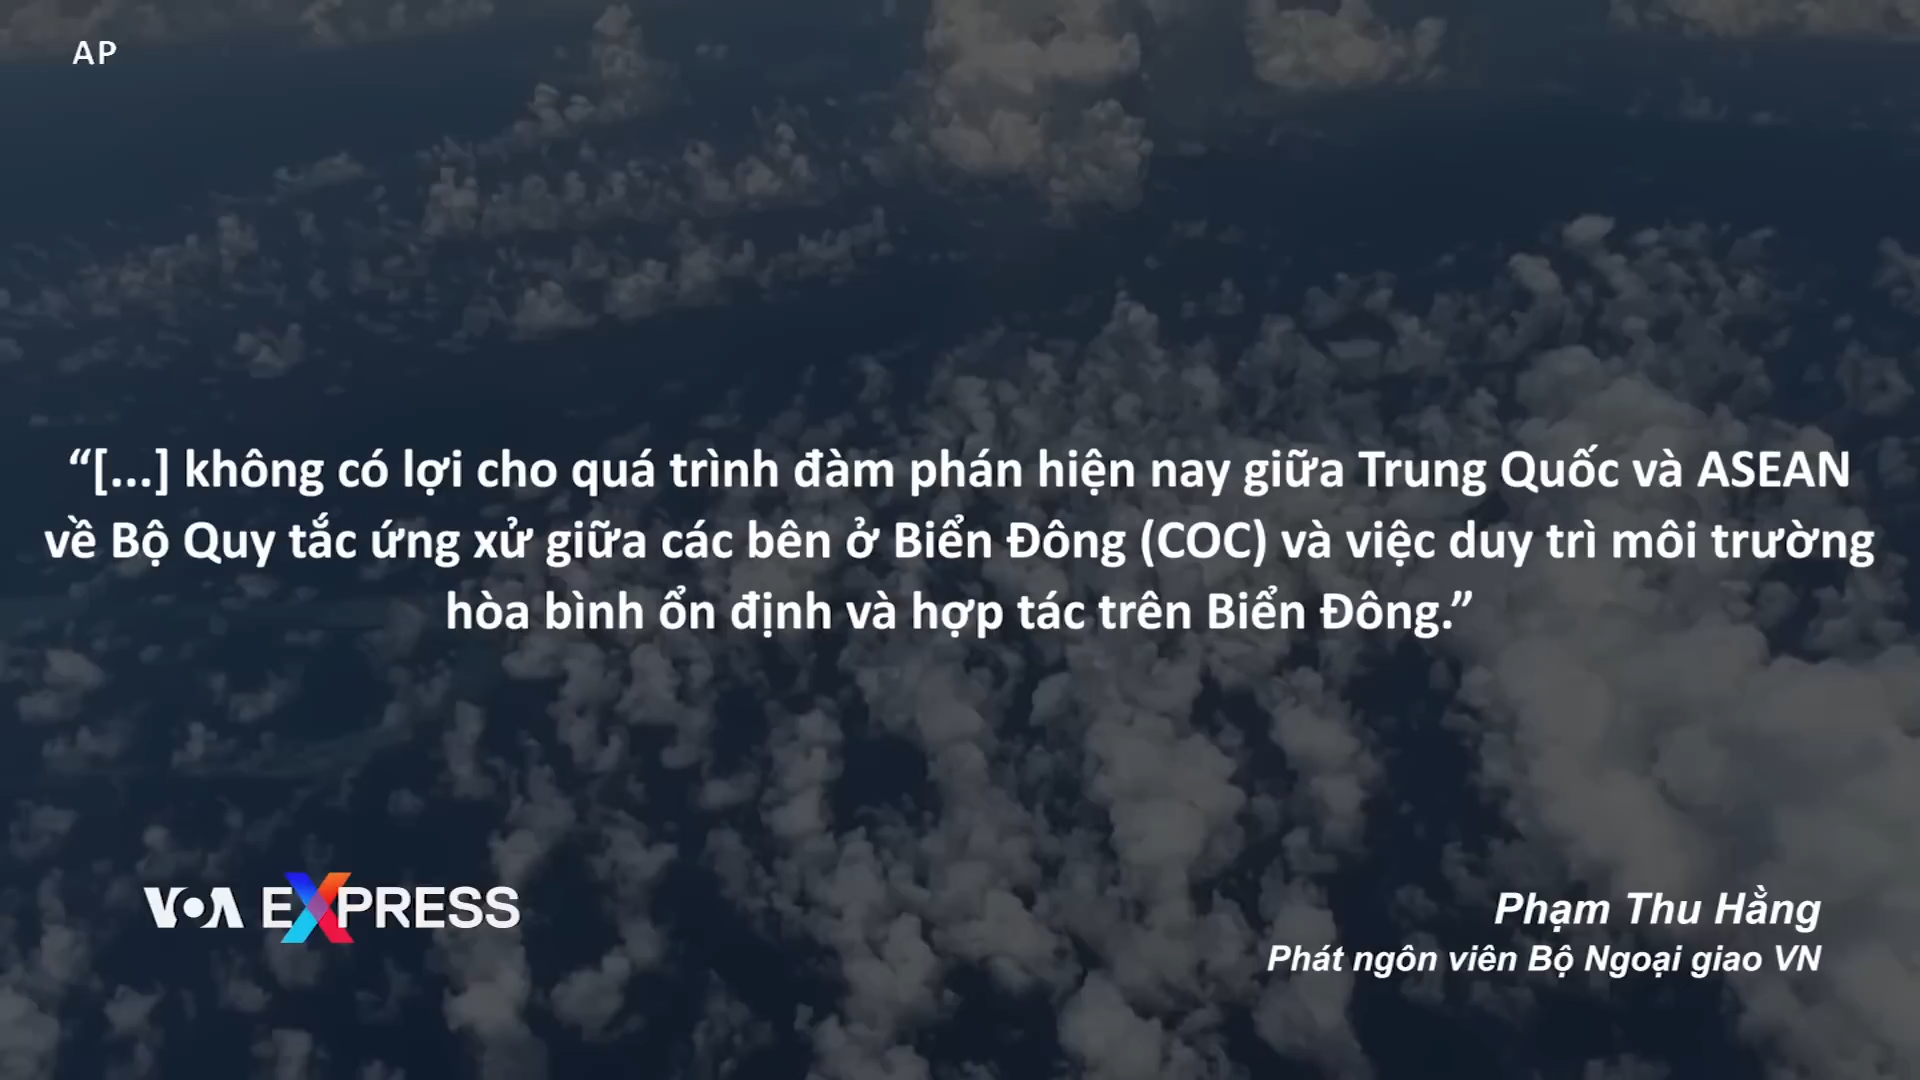 AP
“[...] không có lợi cho quá trình đàm phán hiện nay giữa Trung Quốc và ASEAN
về Bộ Quy tắc ứng xử giữa các bên ở Biển Đông (COC) và việc duy trì môi trường
hòa bình ổn định và hợp tác trên Biển Đông.”
VOA EXPRESS
Phạm Thu Hằng
Phát ngôn viên Bộ Ngoại giao VN